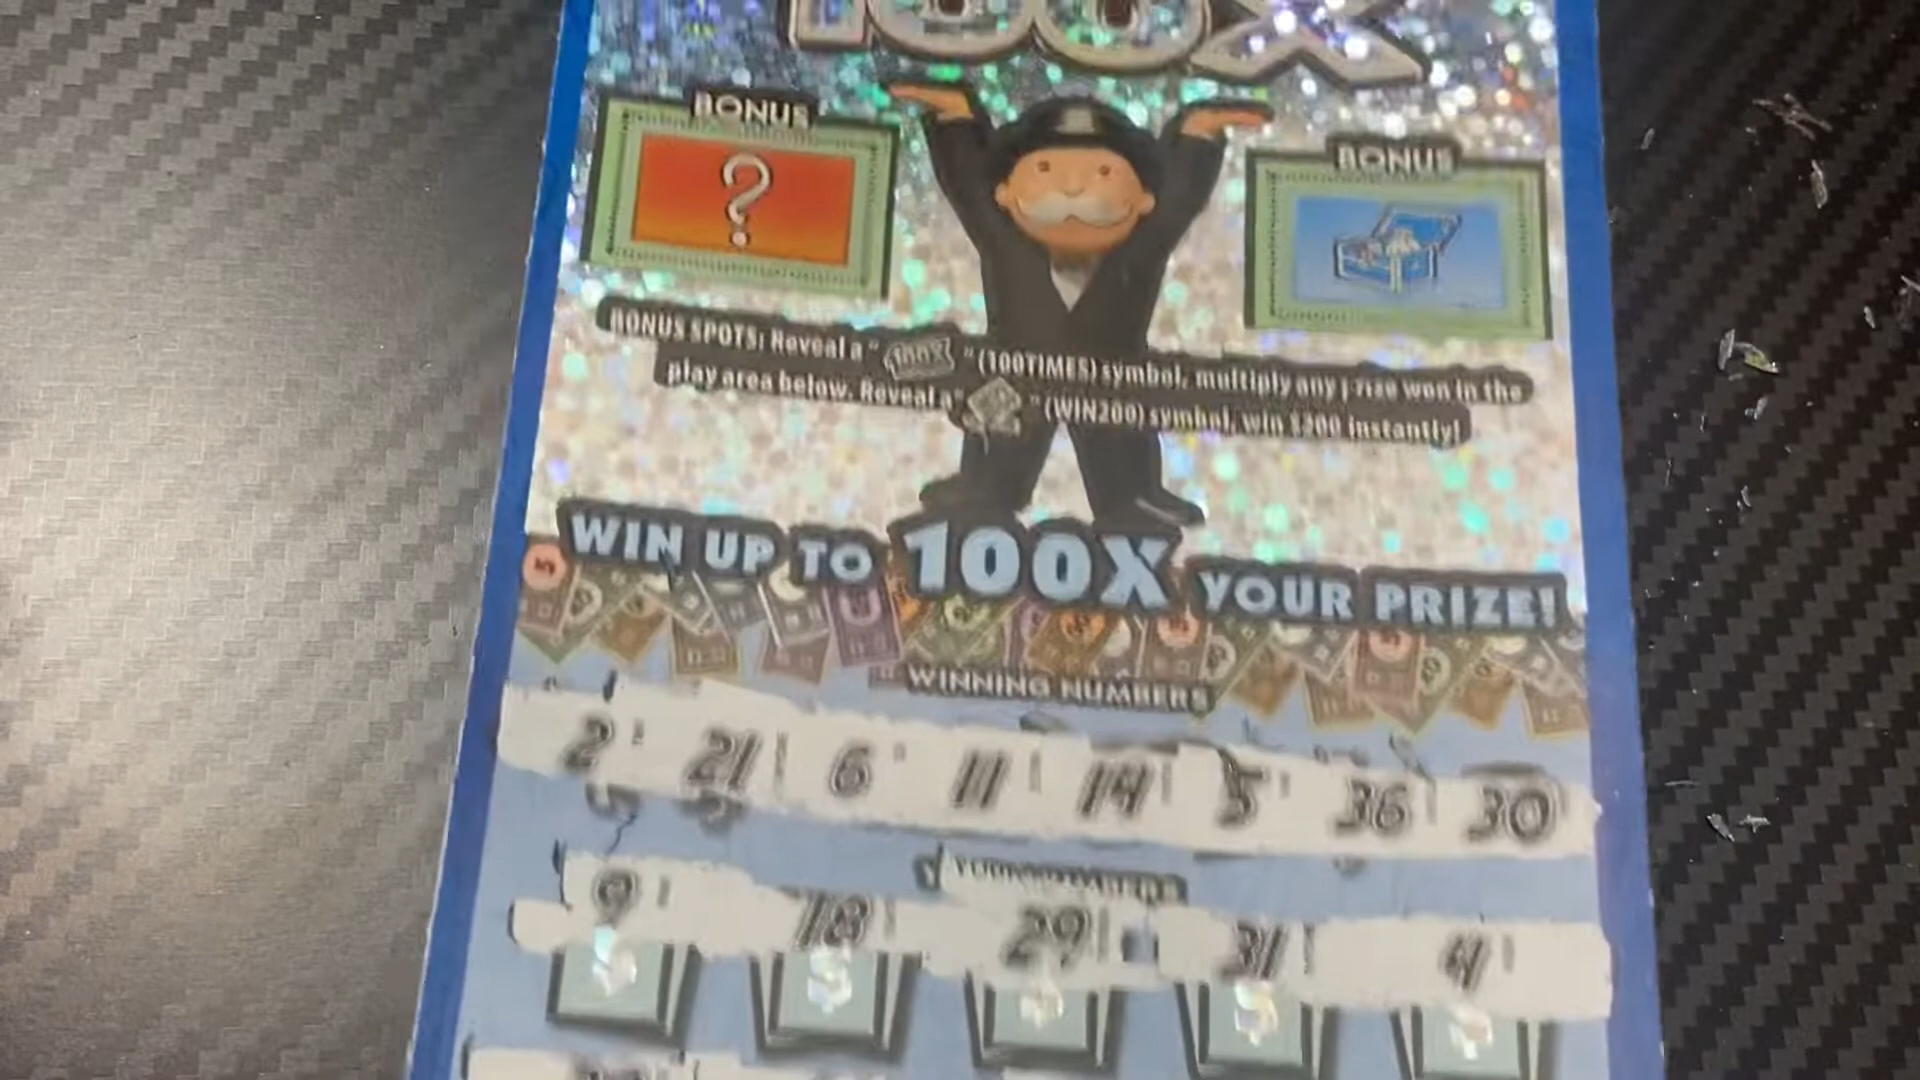 100X
BONUS
?
BONUS
BONUS SPOTS: Reveal a " 100X " (100TIMES) symbol, multiply any prize won in the
play area below. Reveal a " " (WIN200) symbol, win $200 instantly!
WIN UP TO 100X YOUR PRIZE!
WINNING NUMBERS
2 21 6 11 14 5 36 30
YOUR NUMBERS
9 18 29 31 4